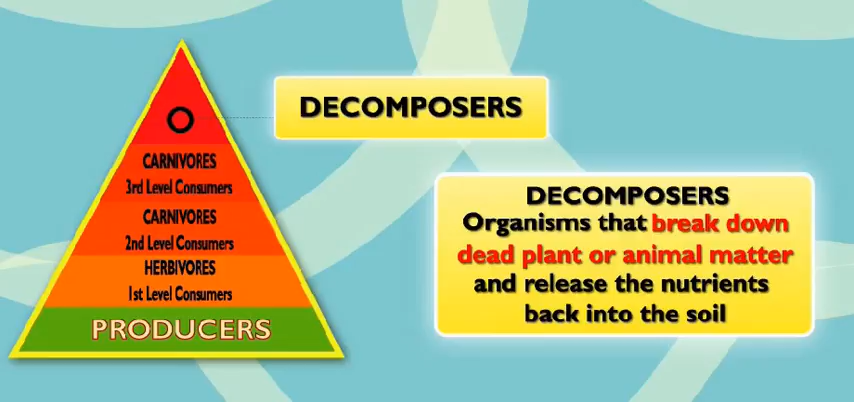 DECOMPOSERS
CARNIVORES
3rd Level Consumers
CARNIVORES
2nd Level Consumers
HERBIVORES
1st Level Consumers
PRODUCERS
DECOMPOSERS
Organisms that break down
dead plant or animal matter
and release the nutrients
back into the soil